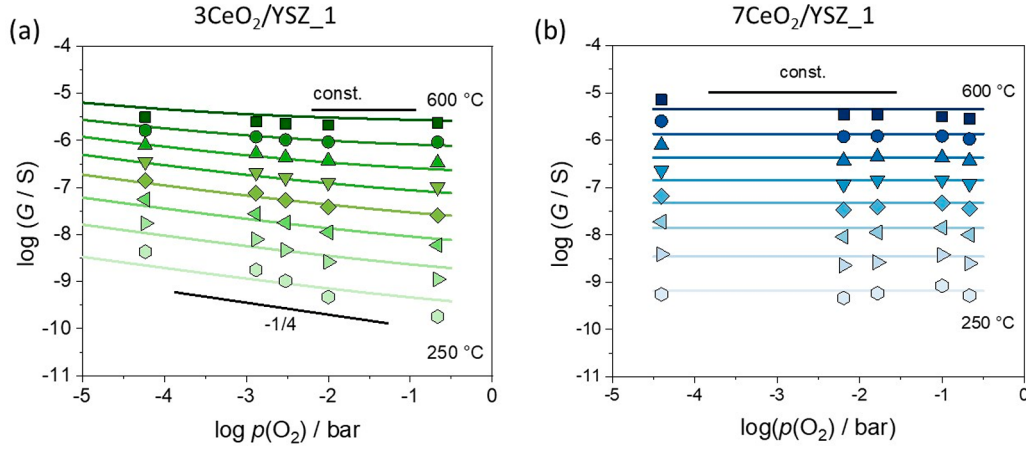 3CeO₂/YSZ_1
7CeO₂/YSZ_1
(a)
(b)
-4
-5
-6
-7
-8
-9
-10
-11
log (G / S)
const.
600 °C
-1/4
250 °C
-5
-4
-3
-2
-1
0
log p(O₂) / bar
-4
-5
-6
-7
-8
-9
-10
-11
log (G / S)
const.
600 °C
250 °C
-5
-4
-3
-2
-1
0
log(p(O₂) / bar)